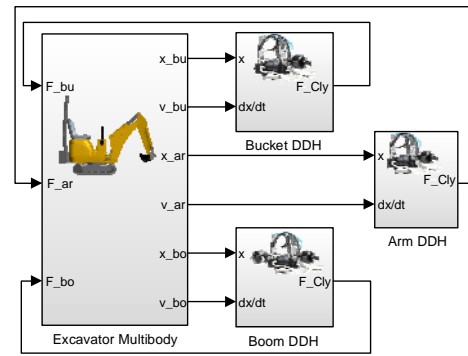 F_bu
F_ar
F_bo
x_bu
v_bu
x_ar
v_ar
x_bo
v_bo
Excavator Multibody
x
dx/dt
F_Cly
Bucket DDH
x
dx/dt
F_Cly
Arm DDH
x
dx/dt
F_Cly
Boom DDH